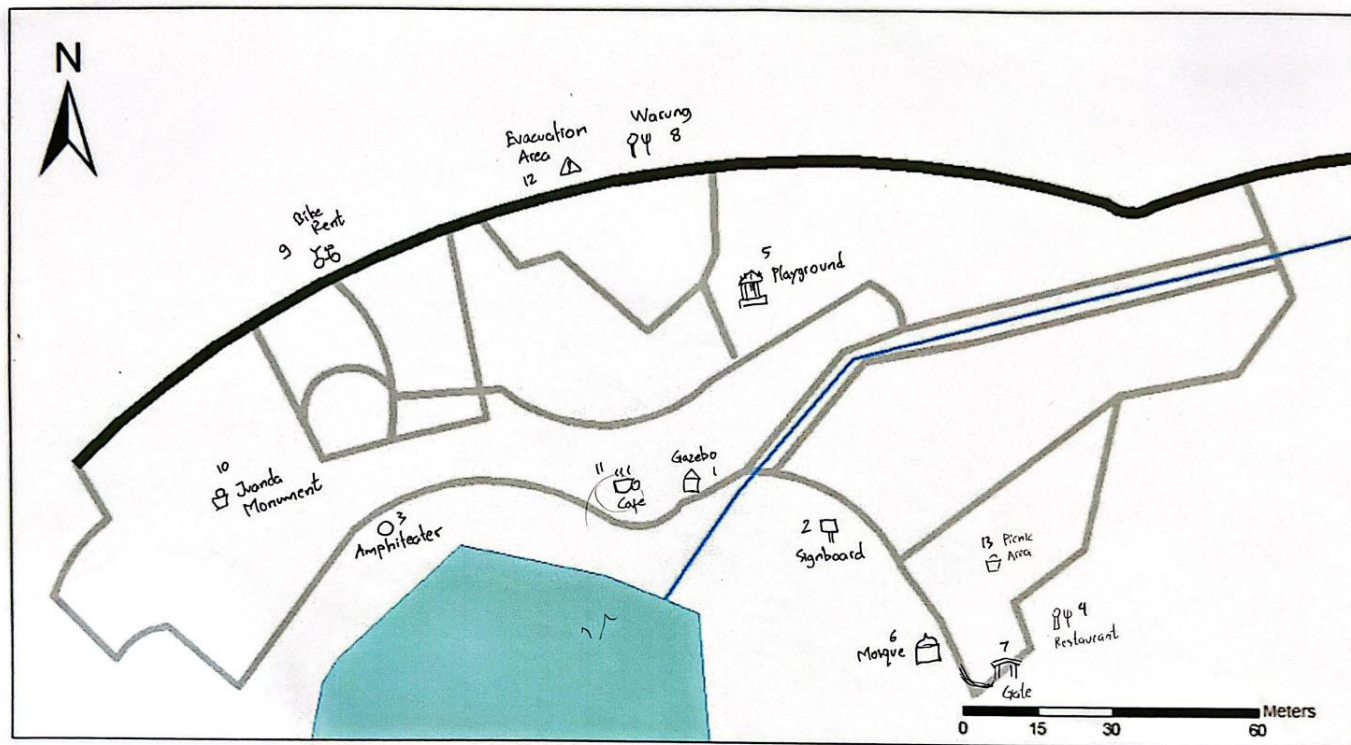 N
Evacuation
Area
12
Warung
8
Bike
Rent
9
5
Playground
10
Juanda
Monument
3
Amphiteater
11
Cafe
Gazebo
1
2
Signboard
13 Picnic
Area
4
Restaurant
6
Mosque
7
Gate
Meters
0 15 30 60